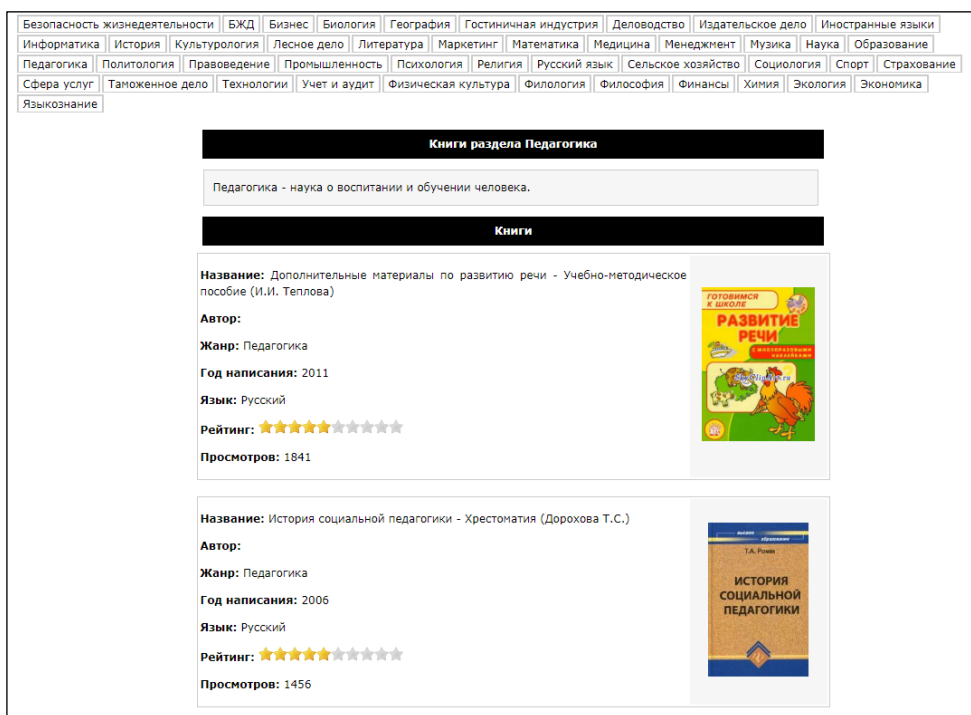 Безопасность жизнедеятельности БЖД Бизнес Биология География Гостиничная индустрия Деловодство Издательское дело Иностранные языки
Информатика История Культурология Лесное дело Литература Маркетинг Математика Медицина Менеджмент Музыка Наука Образование
Педагогика Политология Правоведение Промышленность Психология Религия Русский язык Сельское хозяйство Социология Спорт Страхование
Сфера услуг Таможенное дело Технологии Учет и аудит Физическая культура Филология Философия Финансы Химия Экология Экономика
Языкознание
Книги раздела Педагогика
Педагогика - наука о воспитании и обучении человека.
Книги
Название: Дополнительные материалы по развитию речи - Учебно-методическое
пособие (И.И. Теплова)
Автор:
Жанр: Педагогика
Год написания: 2011
Язык: Русский
Рейтинг:
Просмотров: 1841
ГОТОВИМСЯ
К ШКОЛЕ
РАЗВИТИЕ
РЕЧИ
С МНОГОРАЗОВЫМИ
НАКЛЕЙКАМИ
Название: История социальной педагогики - Хрестоматия (Дорохова Т.С.)
Автор:
Жанр: Педагогика
Год написания: 2006
Язык: Русский
Рейтинг:
Просмотров: 1456
высшее
образование
Т.А. Ромм
ИСТОРИЯ
СОЦИАЛЬНОЙ
ПЕДАГОГИКИ